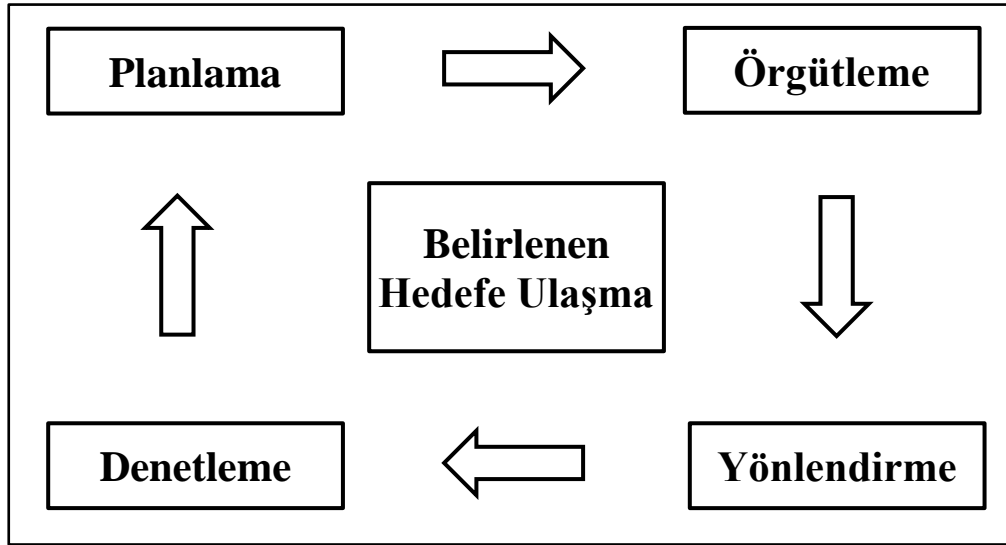 Planlama
Örgütleme
Belirlenen
Hedefe Ulaşma
Denetleme
Yönlendirme